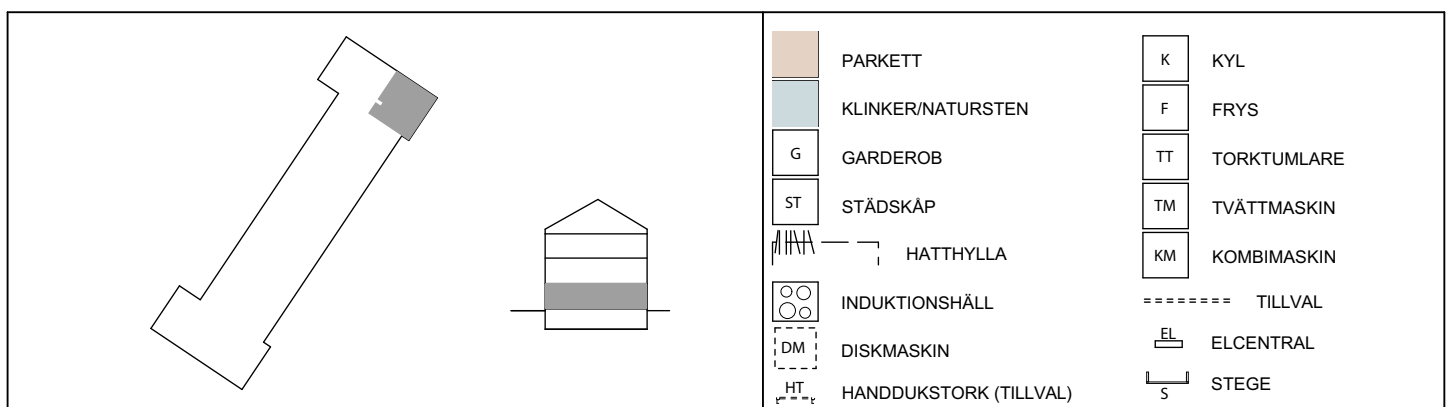 PARKETT
KLINKER/NATURSTEN
G GARDEROB
ST STÄDSKÅP
HATTHYLLA
INDUKTIONSHÄLL
DM DISKMASKIN
HT HANDDUKSTORK (TILLVAL)
K KYL
F FRYS
TT TORKTUMLARE
TM TVÄTTMASKIN
KM KOMBIMASKIN
TILLVAL
EL ELCENTRAL
S STEGE